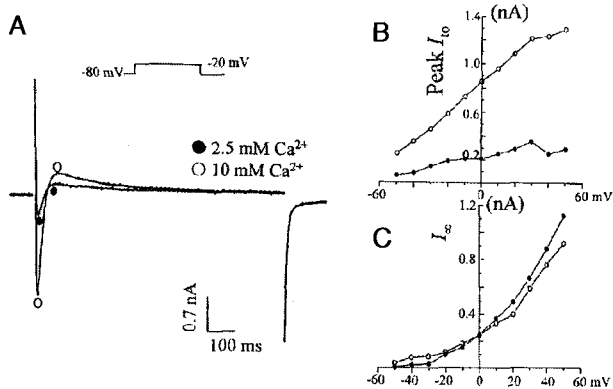 A
-80 mV
-20 mV
● 2.5 mM Ca²⁺
○ 10 mM Ca²⁺
0.7 nA
100 ms
B
(nA)
Peak I_to
1.4
1.0
0.6
0.2
-60
0
60 mV
C
(nA)
I_∞
1.2
0.8
0.4
-60
-40
-20
0
20
40
60 mV